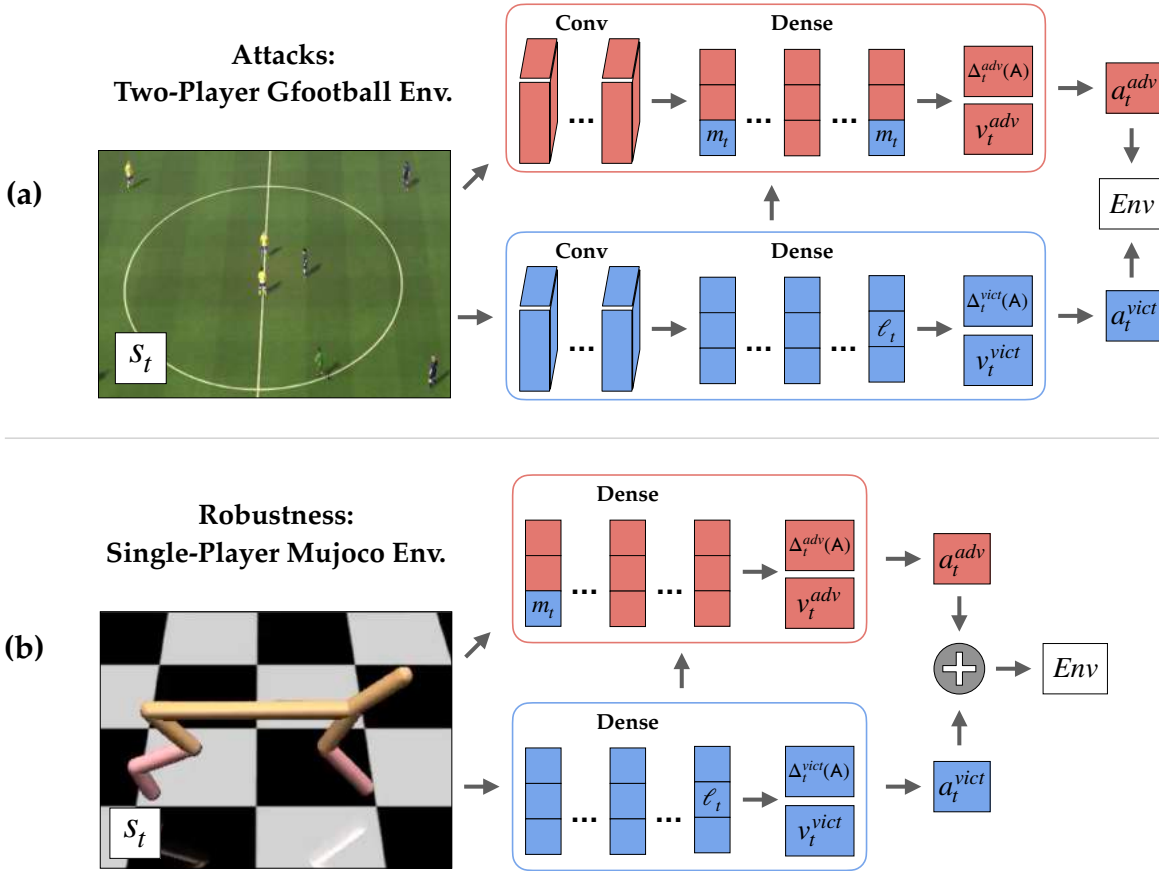 Attacks:
Two-Player Gfootball Env.
(a)
s_t
Conv
Dense
...
m_t
...
...
m_t
Δ_t^{adv}(A)
v_t^{adv}
a_t^{adv}
Env
Conv
Dense
...
...
...
ℓ_t
Δ_t^{vict}(A)
v_t^{vict}
a_t^{vict}
Robustness:
Single-Player Mujoco Env.
(b)
s_t
Dense
m_t
...
...
Δ_t^{adv}(A)
v_t^{adv}
a_t^{adv}
Env
Dense
...
...
ℓ_t
Δ_t^{vict}(A)
v_t^{vict}
a_t^{vict}